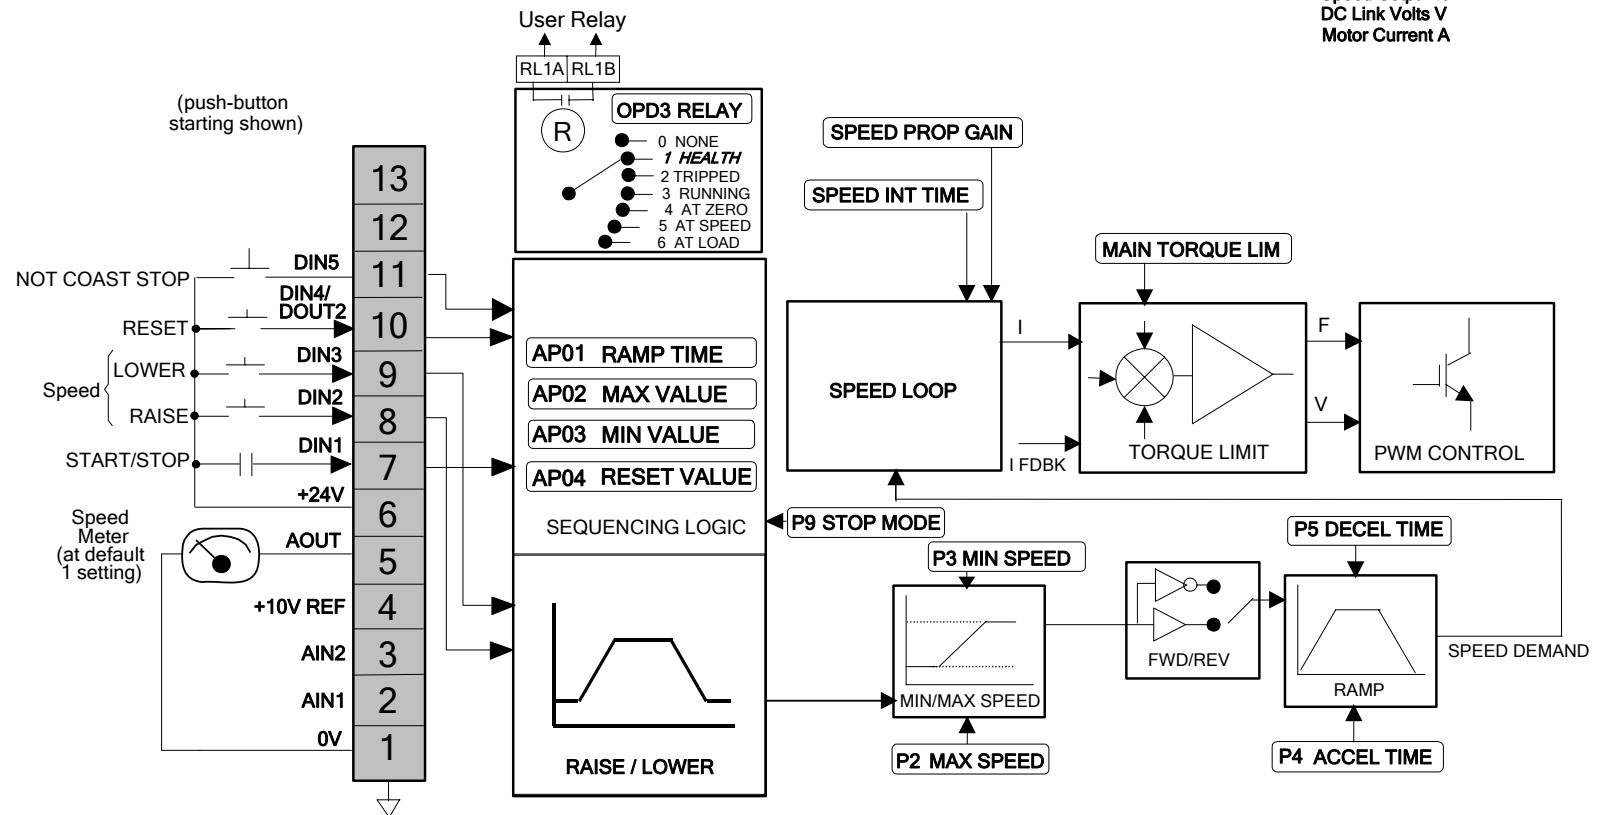 DC Link Volts V
Motor Current A
User Relay
RL1A RL1B
(push-button
starting shown)
OPD3 RELAY
R
0 NONE
1 HEALTH
2 TRIPPED
3 RUNNING
4 AT ZERO
5 AT SPEED
6 AT LOAD
SPEED PROP GAIN
SPEED INT TIME
MAIN TORQUE LIM
13
12
11
10
9
8
7
6
5
4
3
2
1
NOT COAST STOP
DIN5
DIN4/
DOUT2
RESET
DIN3
LOWER
Speed
DIN2
RAISE
DIN1
START/STOP
+24V
Speed
Meter
(at default
1 setting)
AOUT
+10V REF
AIN2
AIN1
0V
AP01 RAMP TIME
AP02 MAX VALUE
AP03 MIN VALUE
AP04 RESET VALUE
SEQUENCING LOGIC
RAISE / LOWER
SPEED LOOP
I
I FDBK
TORQUE LIMIT
F
V
PWM CONTROL
P9 STOP MODE
P3 MIN SPEED
MIN/MAX SPEED
P2 MAX SPEED
FWD/REV
P5 DECEL TIME
RAMP
P4 ACCEL TIME
SPEED DEMAND